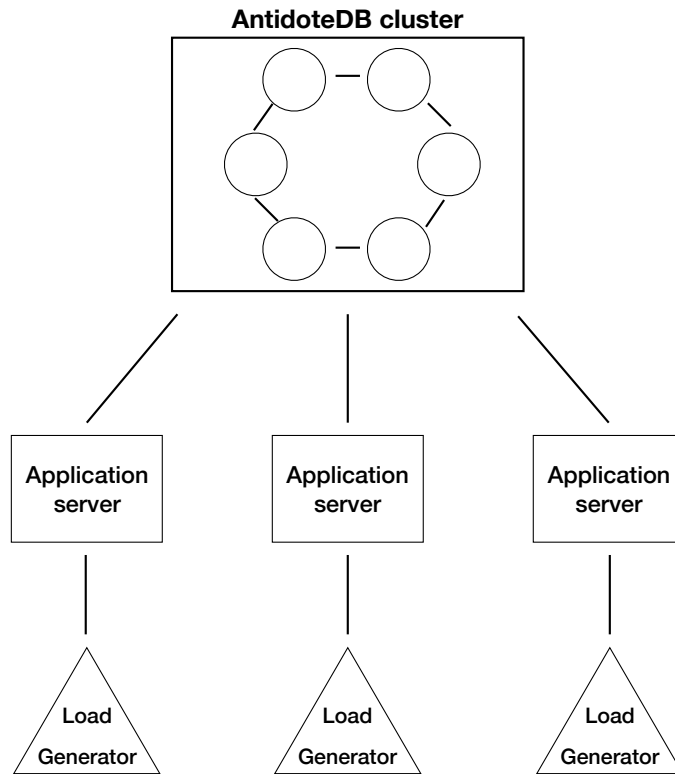 AntidoteDB cluster
Application
server
Application
server
Application
server
Load
Generator
Load
Generator
Load
Generator